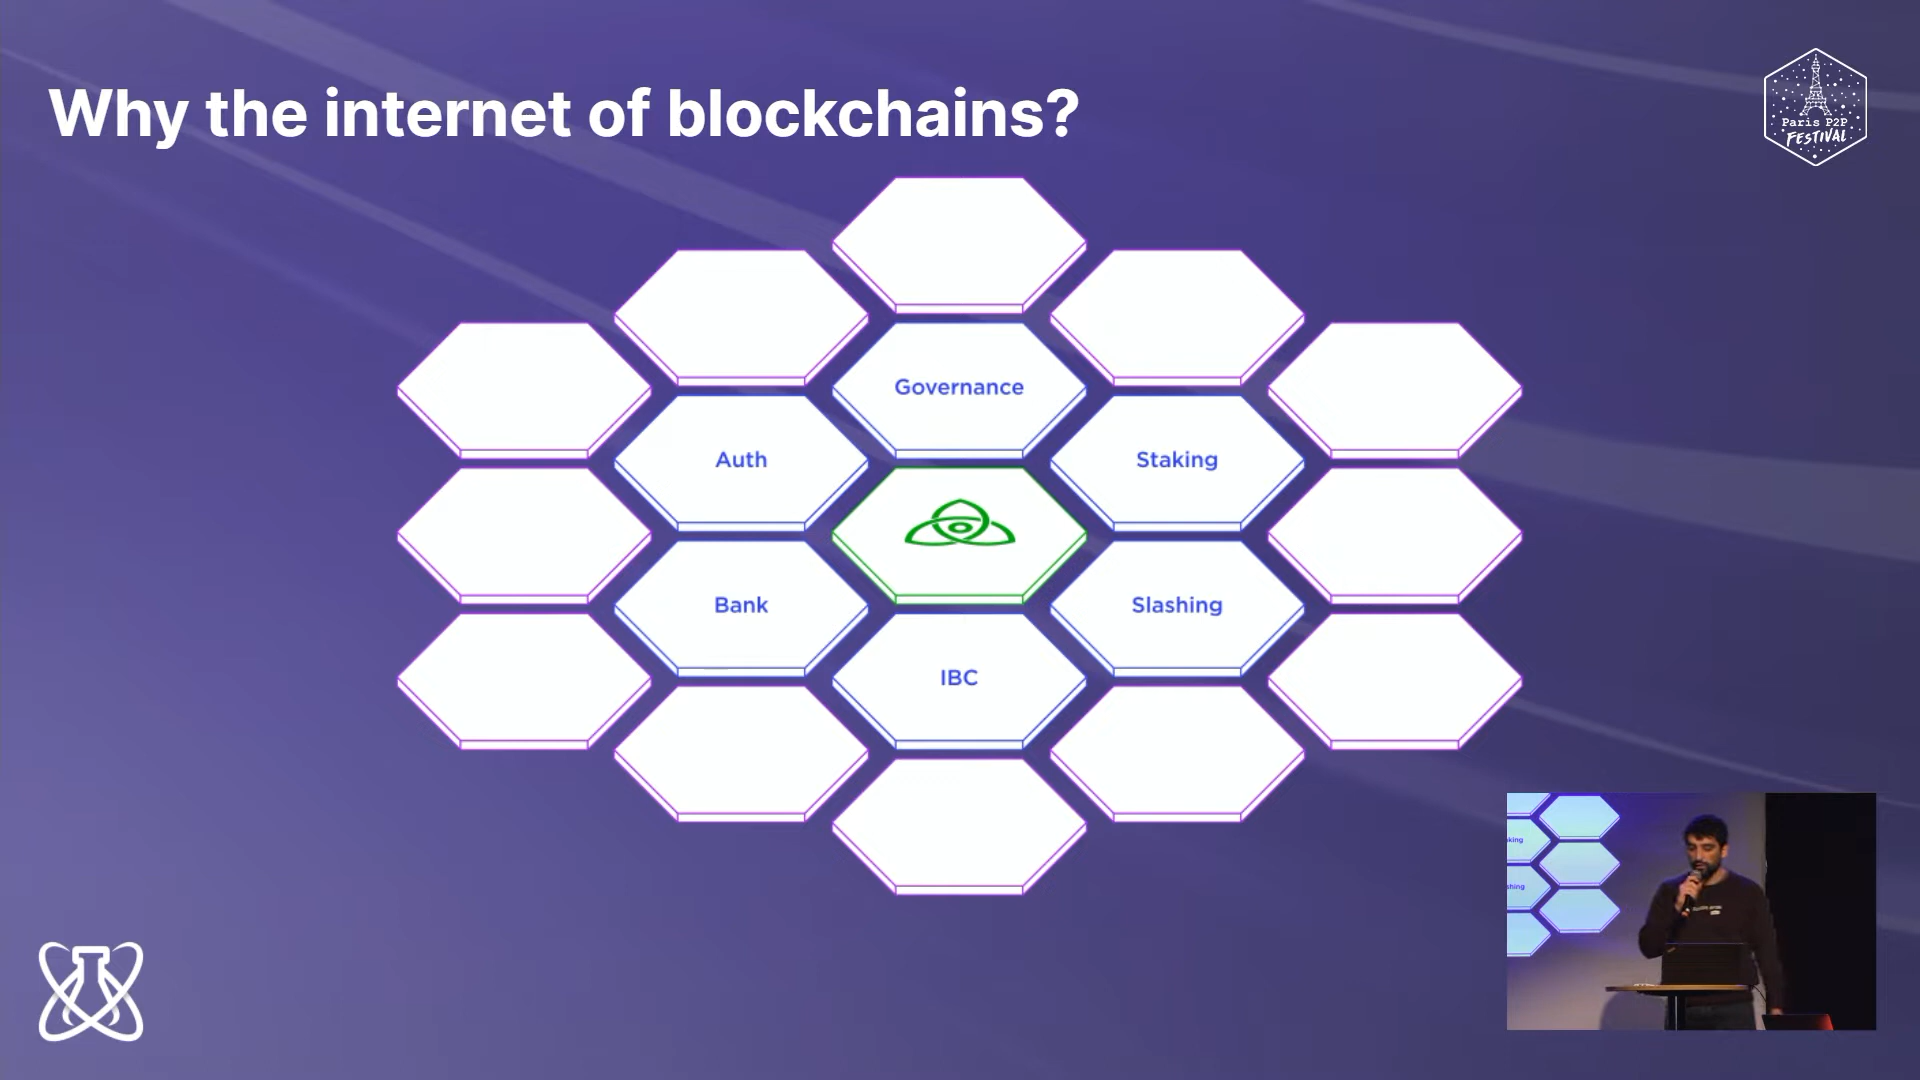 Why the internet of blockchains?
Paris P2P
FESTIVAL
Governance
Auth
Staking
Bank
Slashing
IBC